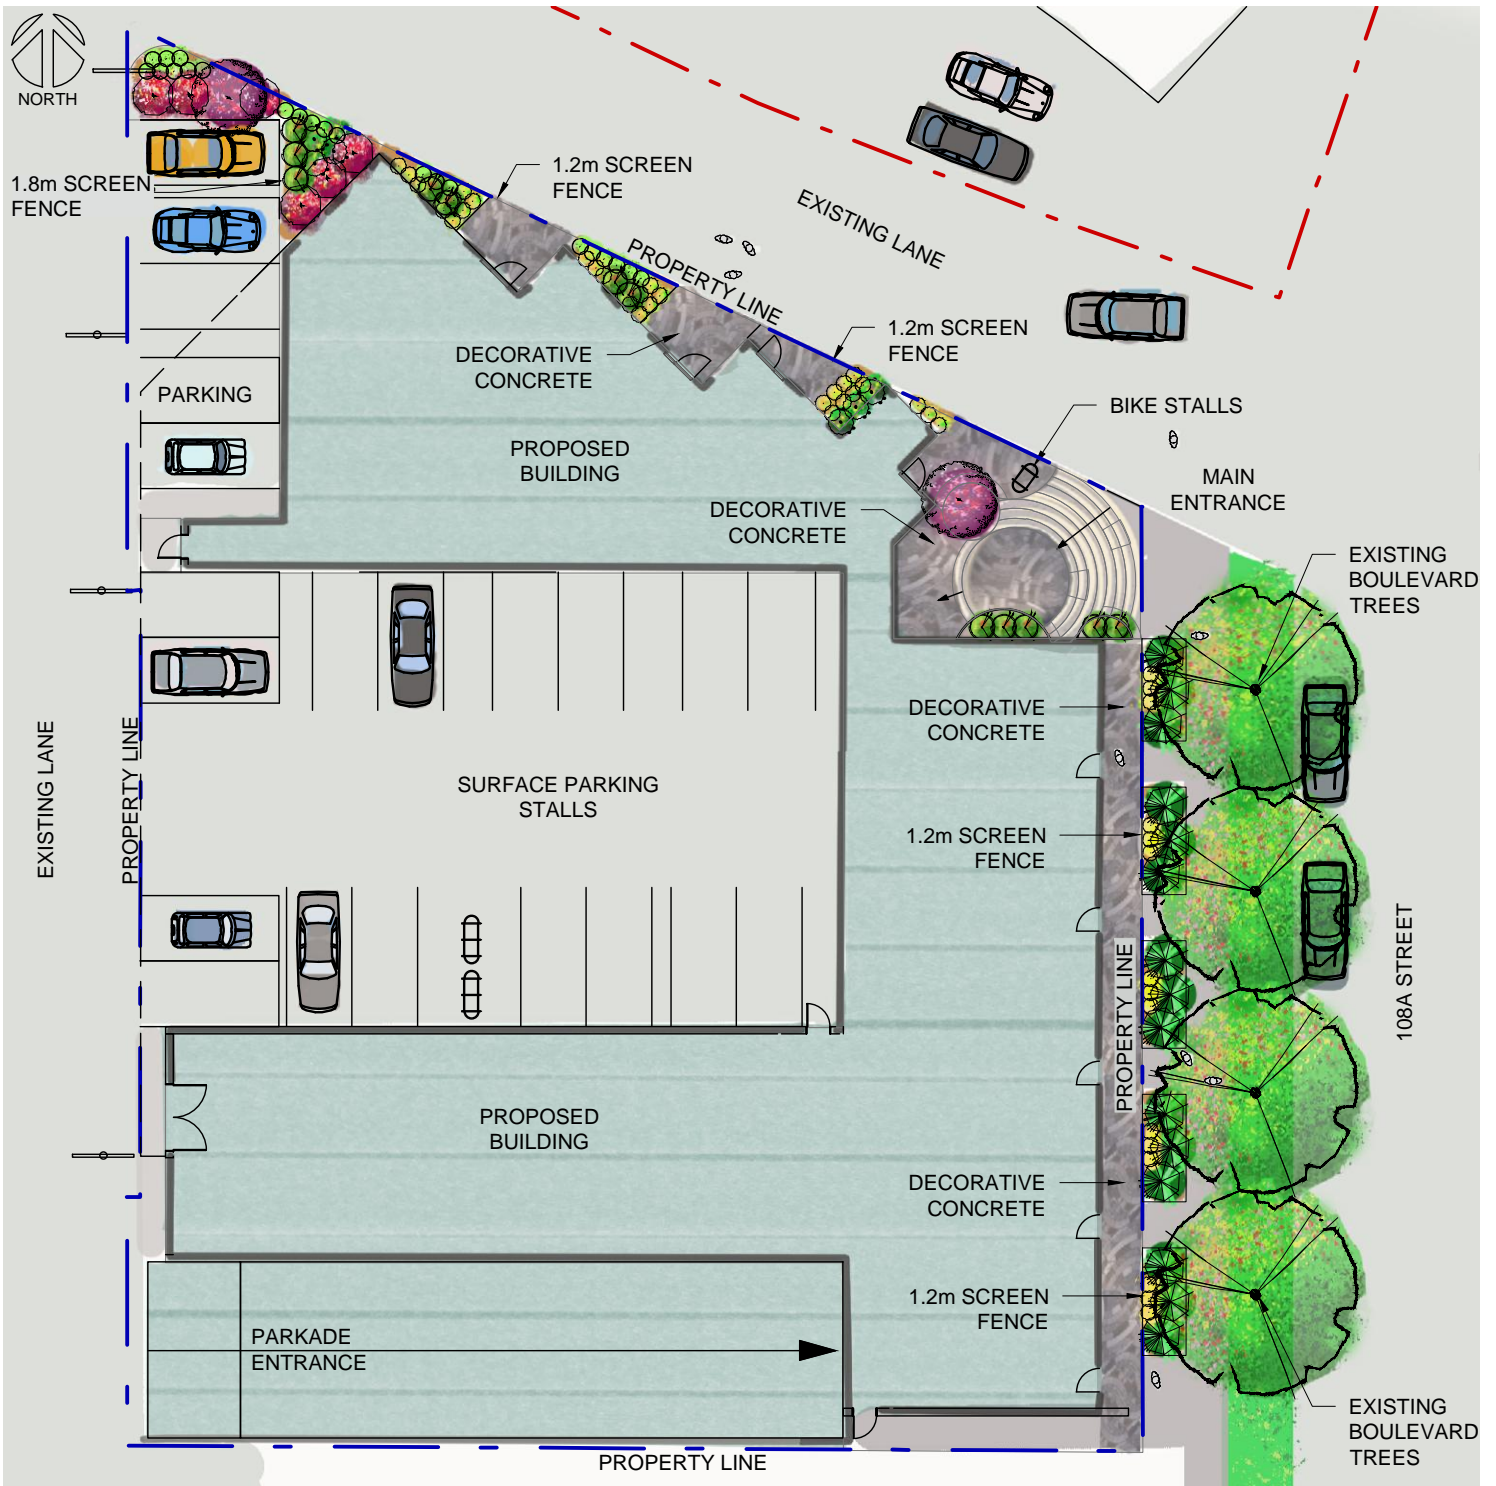 NORTH
1.8m SCREEN
FENCE
1.2m SCREEN
FENCE
EXISTING LANE
PROPERTY LINE
1.2m SCREEN
FENCE
DECORATIVE
CONCRETE
PARKING
BIKE STALLS
PROPOSED
BUILDING
MAIN
ENTRANCE
DECORATIVE
CONCRETE
EXISTING
BOULEVARD
TREES
DECORATIVE
CONCRETE
EXISTING LANE
PROPERTY LINE
SURFACE PARKING
STALLS
1.2m SCREEN
FENCE
PROPERTY LINE
108A STREET
PROPOSED
BUILDING
DECORATIVE
CONCRETE
1.2m SCREEN
FENCE
PARKADE
ENTRANCE
EXISTING
BOULEVARD
TREES
PROPERTY LINE